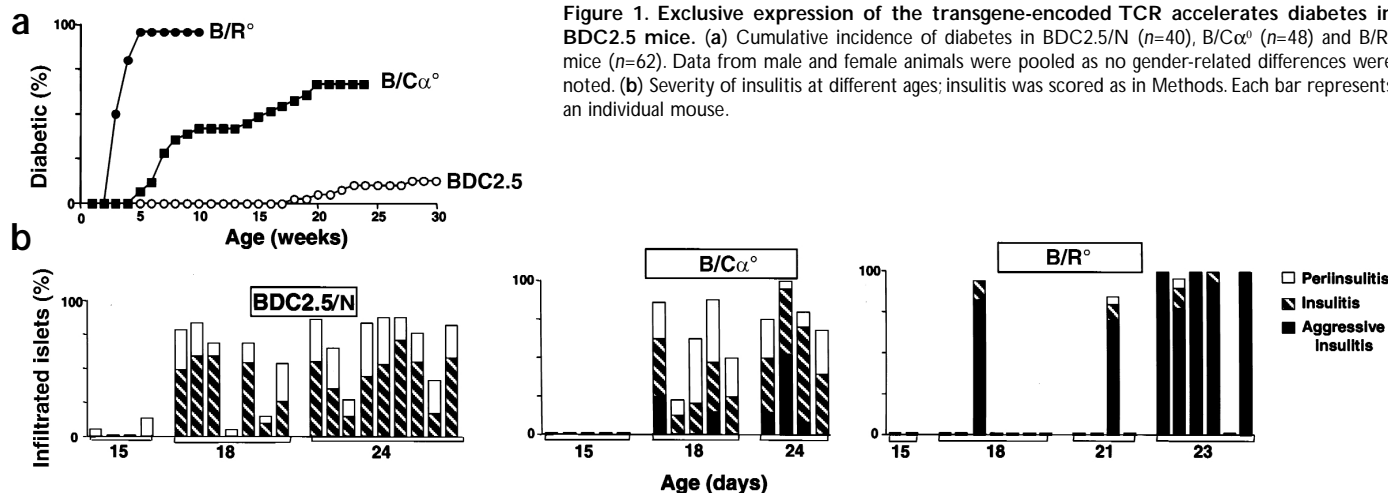 a
100
Diabetic (%)
0
0 5 10 15 20 25 30
Age (weeks)
B/R°
B/Cα°
BDC2.5
Figure 1. Exclusive expression of the transgene-encoded TCR accelerates diabetes in
BDC2.5 mice. (a) Cumulative incidence of diabetes in BDC2.5/N (n=40), B/Cα⁰ (n=48) and B/R
mice (n=62). Data from male and female animals were pooled as no gender-related differences were
noted. (b) Severity of insulitis at different ages; insulitis was scored as in Methods. Each bar represents
an individual mouse.
b
Infiltrated islets (%)
100
0
BDC2.5/N
15 18 24
100
0
B/Cα°
15 18 24
100
0
B/R°
15 18 21 23
Age (days)
Periinsulitis
Insulitis
Aggressive
Insulitis